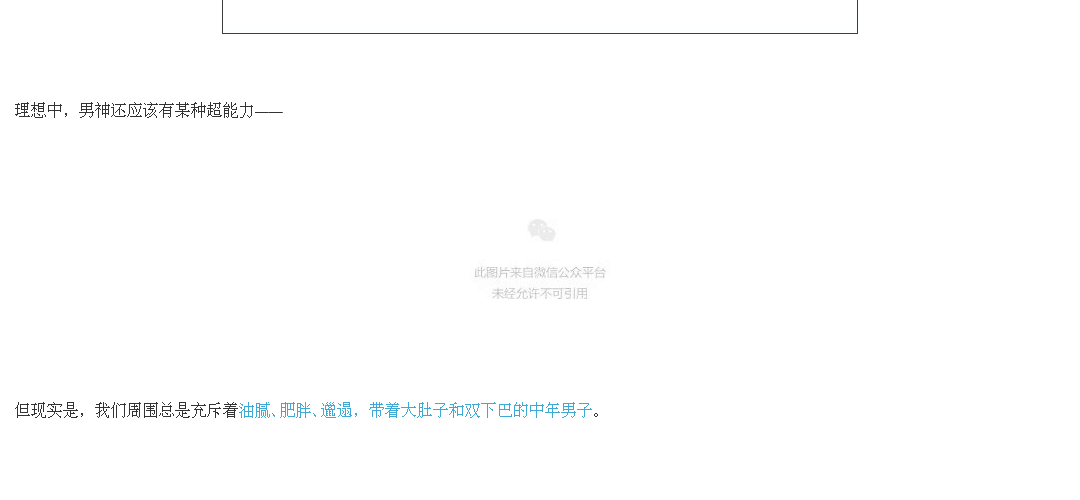 理想中，男神还应该有某种超能力——
此图片来自微信公众平台
未经允许不可引用
但现实是，我们周围总是充斥着油腻、肥胖、邋遢，带着大肚子和双下巴的中年男子。